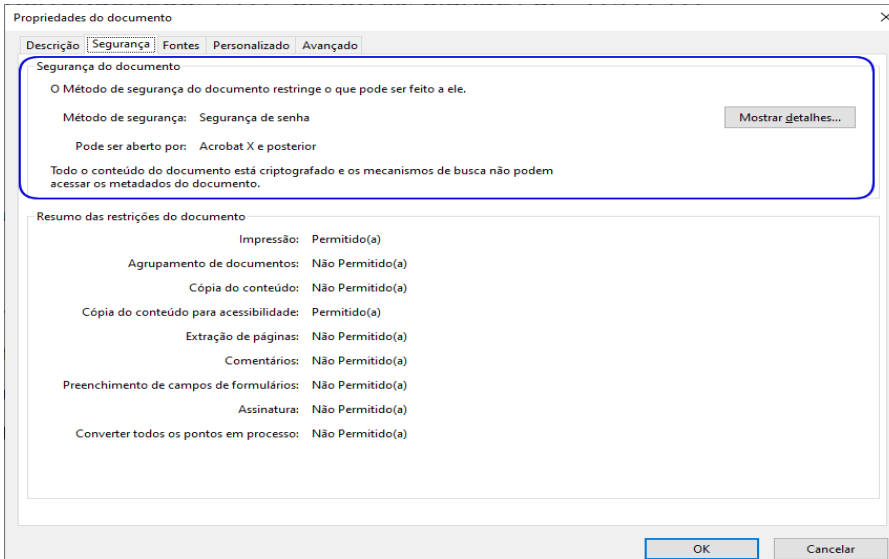 Propriedades do documento
Descrição Segurança Fontes Personalizado Avançado
Segurança do documento
O Método de segurança do documento restringe o que pode ser feito a ele.
Método de segurança: Segurança de senha
Mostrar detalhes...
Pode ser aberto por: Acrobat X e posterior
Todo o conteúdo do documento está criptografado e os mecanismos de busca não podem
acessar os metadados do documento.
Resumo das restrições do documento
Impressão: Permitido(a)
Agrupamento de documentos: Não Permitido(a)
Cópia do conteúdo: Não Permitido(a)
Cópia do conteúdo para acessibilidade: Permitido(a)
Extração de páginas: Não Permitido(a)
Comentários: Não Permitido(a)
Preenchimento de campos de formulários: Não Permitido(a)
Assinatura: Não Permitido(a)
Converter todos os pontos em processo: Não Permitido(a)
OK Cancelar